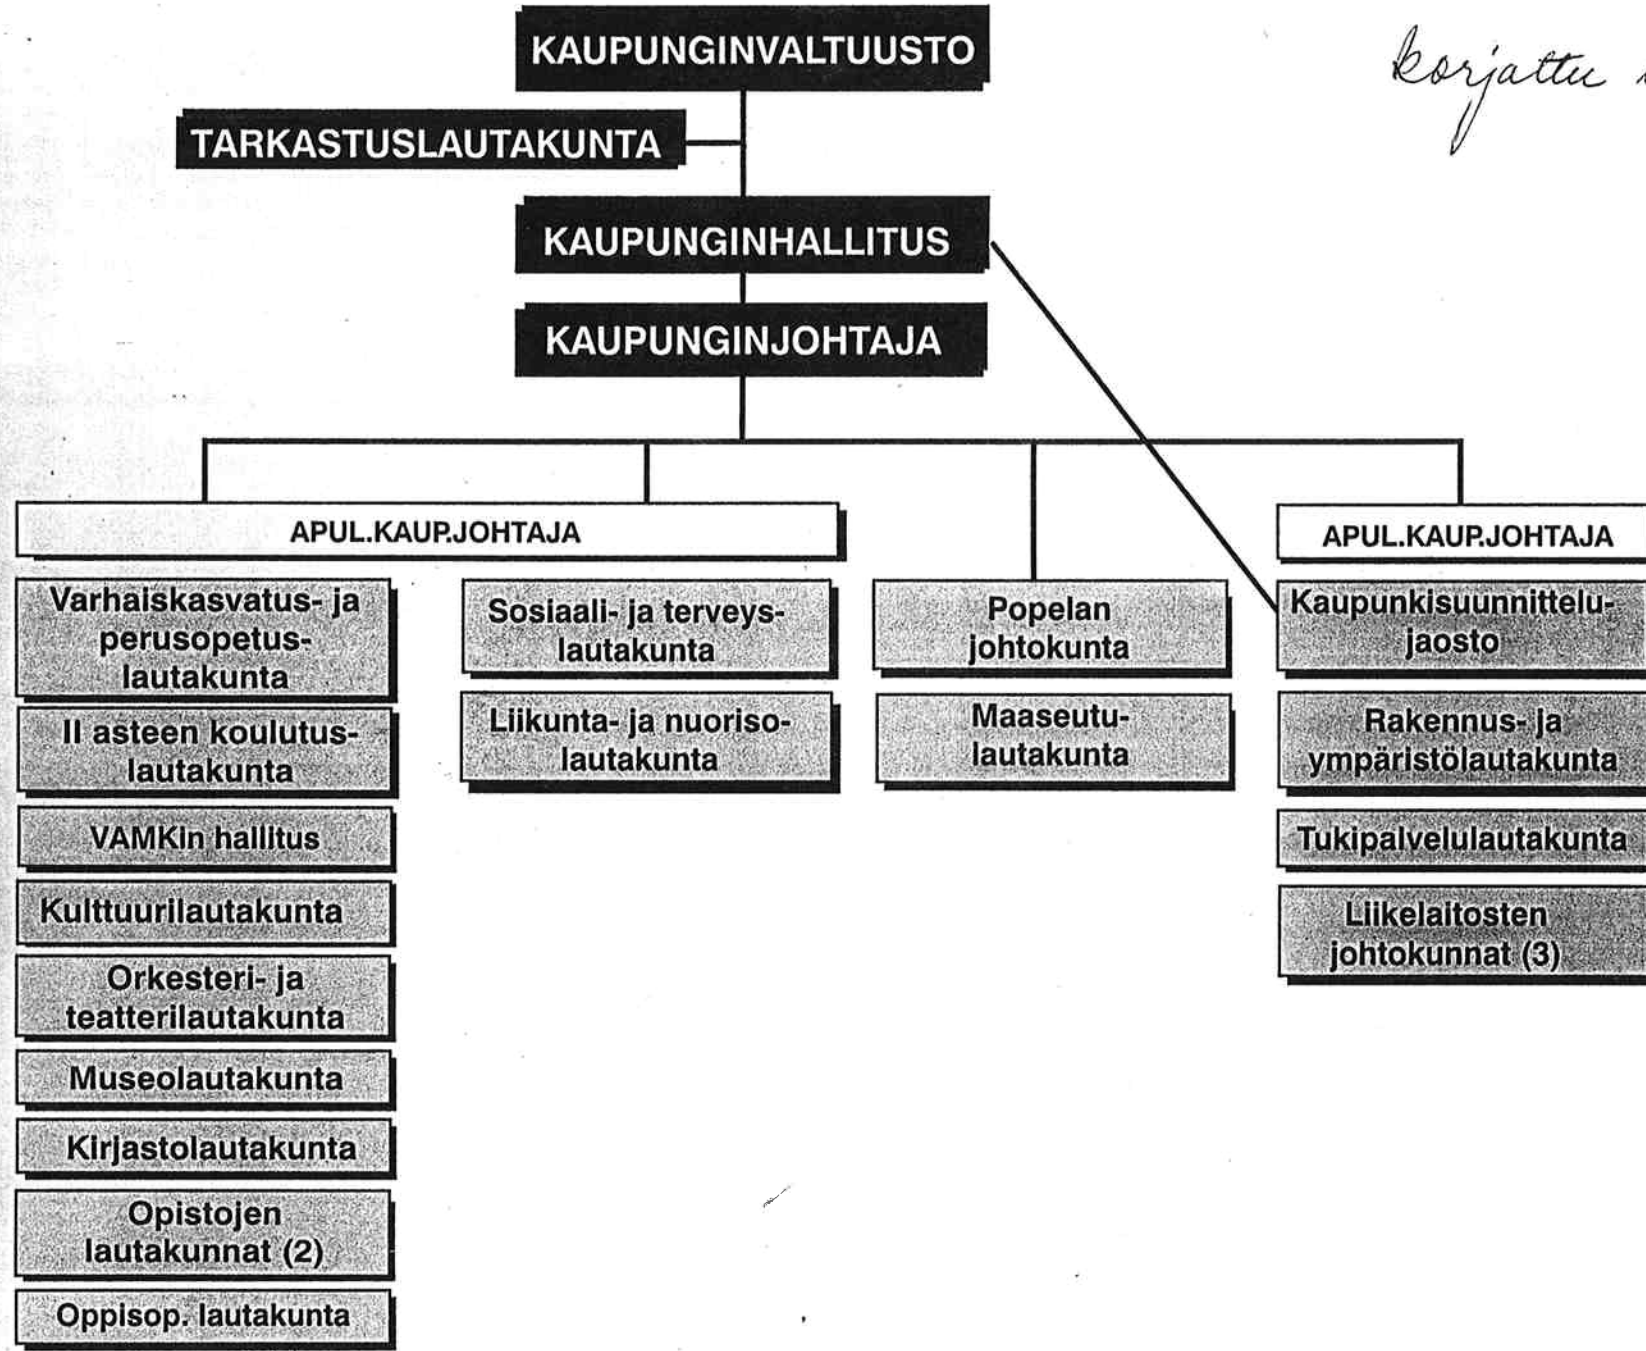 KAUPUNGINVALTUUSTO
korjattu
TARKASTUSLAUTAKUNTA
KAUPUNGINHALLITUS
KAUPUNGINJOHTAJA
APUL.KAUP.JOHTAJA
Varhaiskasvatus- ja
perusopetus-
lautakunta
II asteen koulutus-
lautakunta
VAMKin hallitus
Kulttuurilautakunta
Orkesteri- ja
teatterilautakunta
Museolautakunta
Kirjastolautakunta
Opistojen
lautakunnat (2)
Oppisop. lautakunta
Sosiaali- ja terveys-
lautakunta
Liikunta- ja nuoriso-
lautakunta
Popelan
johtokunta
Maaseutu-
lautakunta
APUL.KAUP.JOHTAJA
Kaupunkisuunnittelu-
jaosto
Rakennus- ja
ympäristölautakunta
Tukipalvelulautakunta
Liikelaitosten
johtokunnat (3)